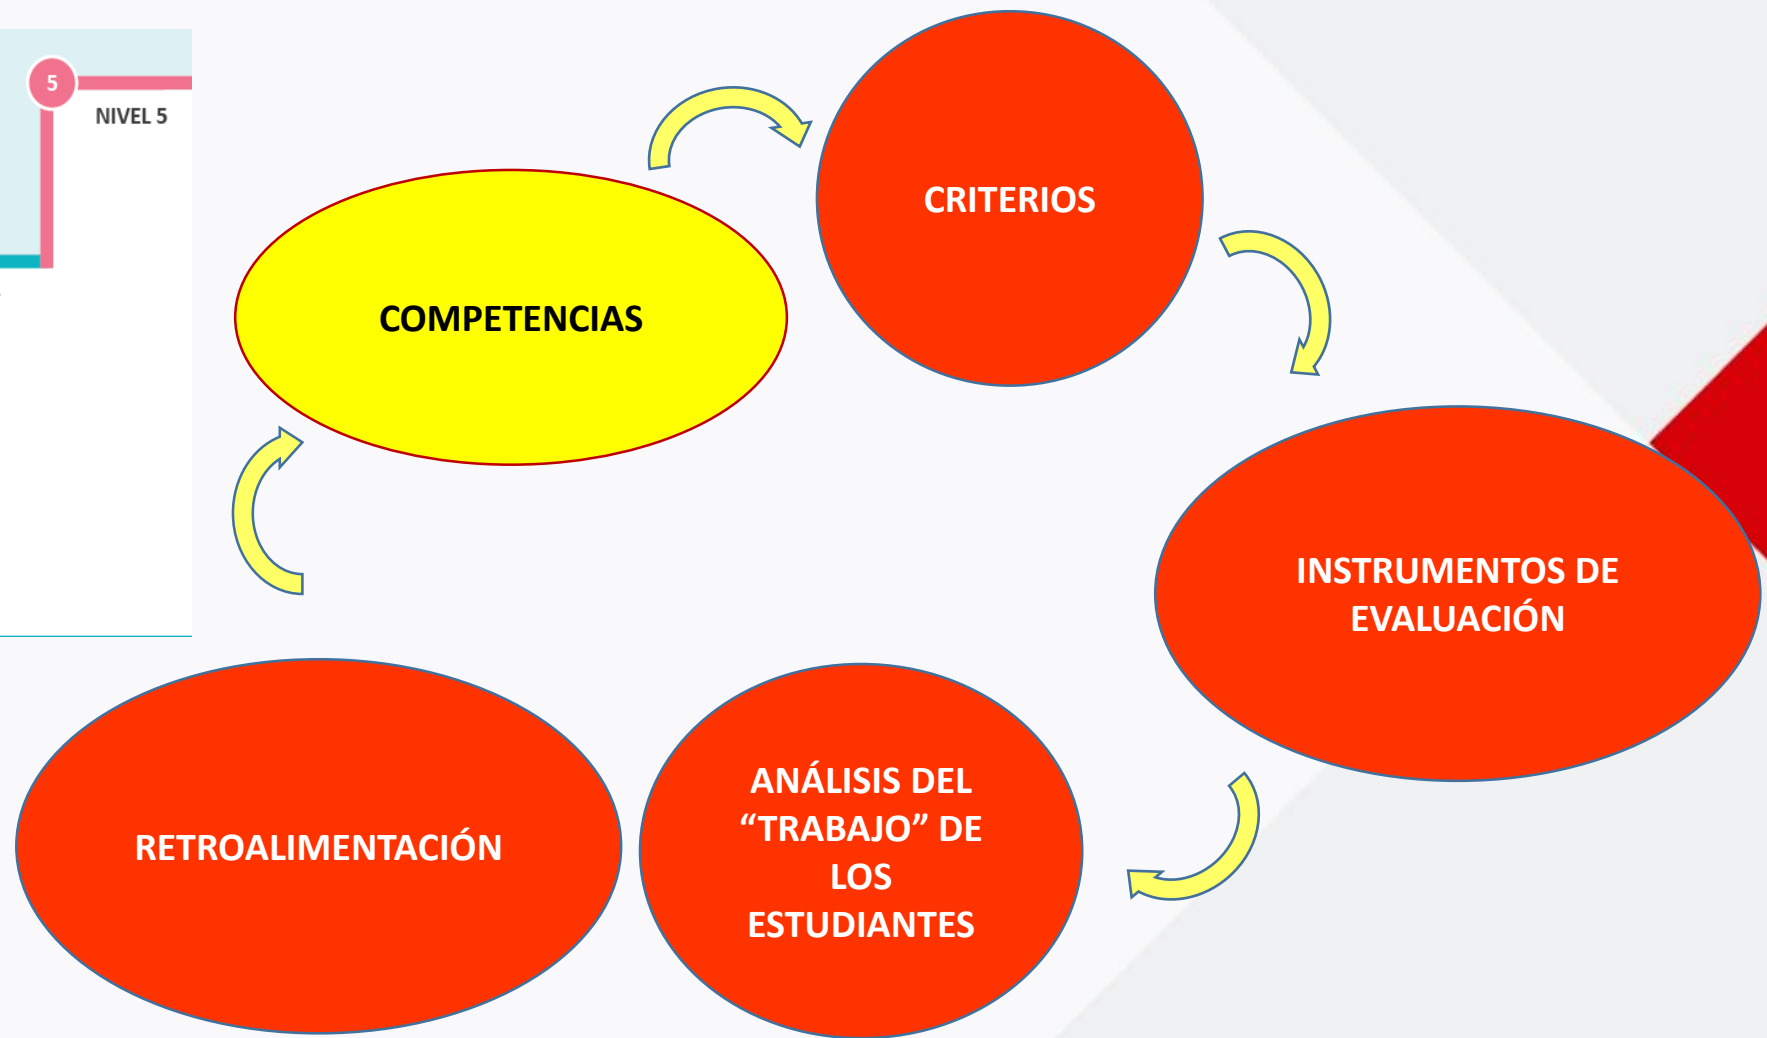 5
NIVEL 5
CRITERIOS
COMPETENCIAS
INSTRUMENTOS DE
EVALUACIÓN
ANÁLISIS DEL
“TRABAJO” DE
LOS
ESTUDIANTES
RETROALIMENTACIÓN